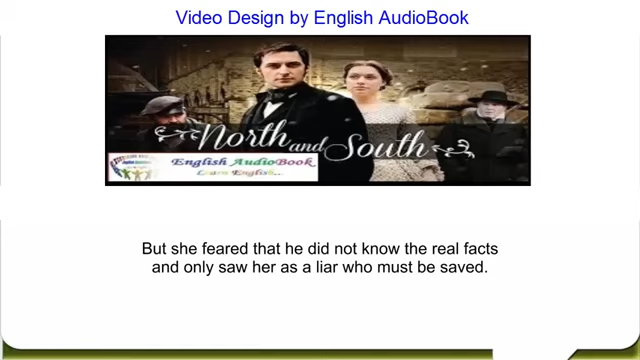 Video Design by English AudioBook
North and South
English AudioBook
Learn English...
But she feared that he did not know the real facts
and only saw her as a liar who must be saved.